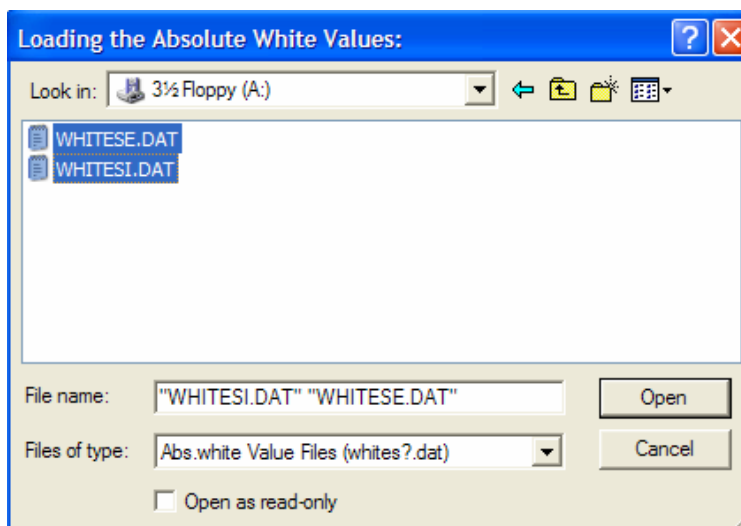 Loading the Absolute White Values:
Look in: 3½ Floppy (A:)
WHITESE.DAT
WHITESI.DAT
File name: "WHITESI.DAT" "WHITESE.DAT" Open
Files of type: Abs.white Value Files (whites?.dat) Cancel
Open as read-only